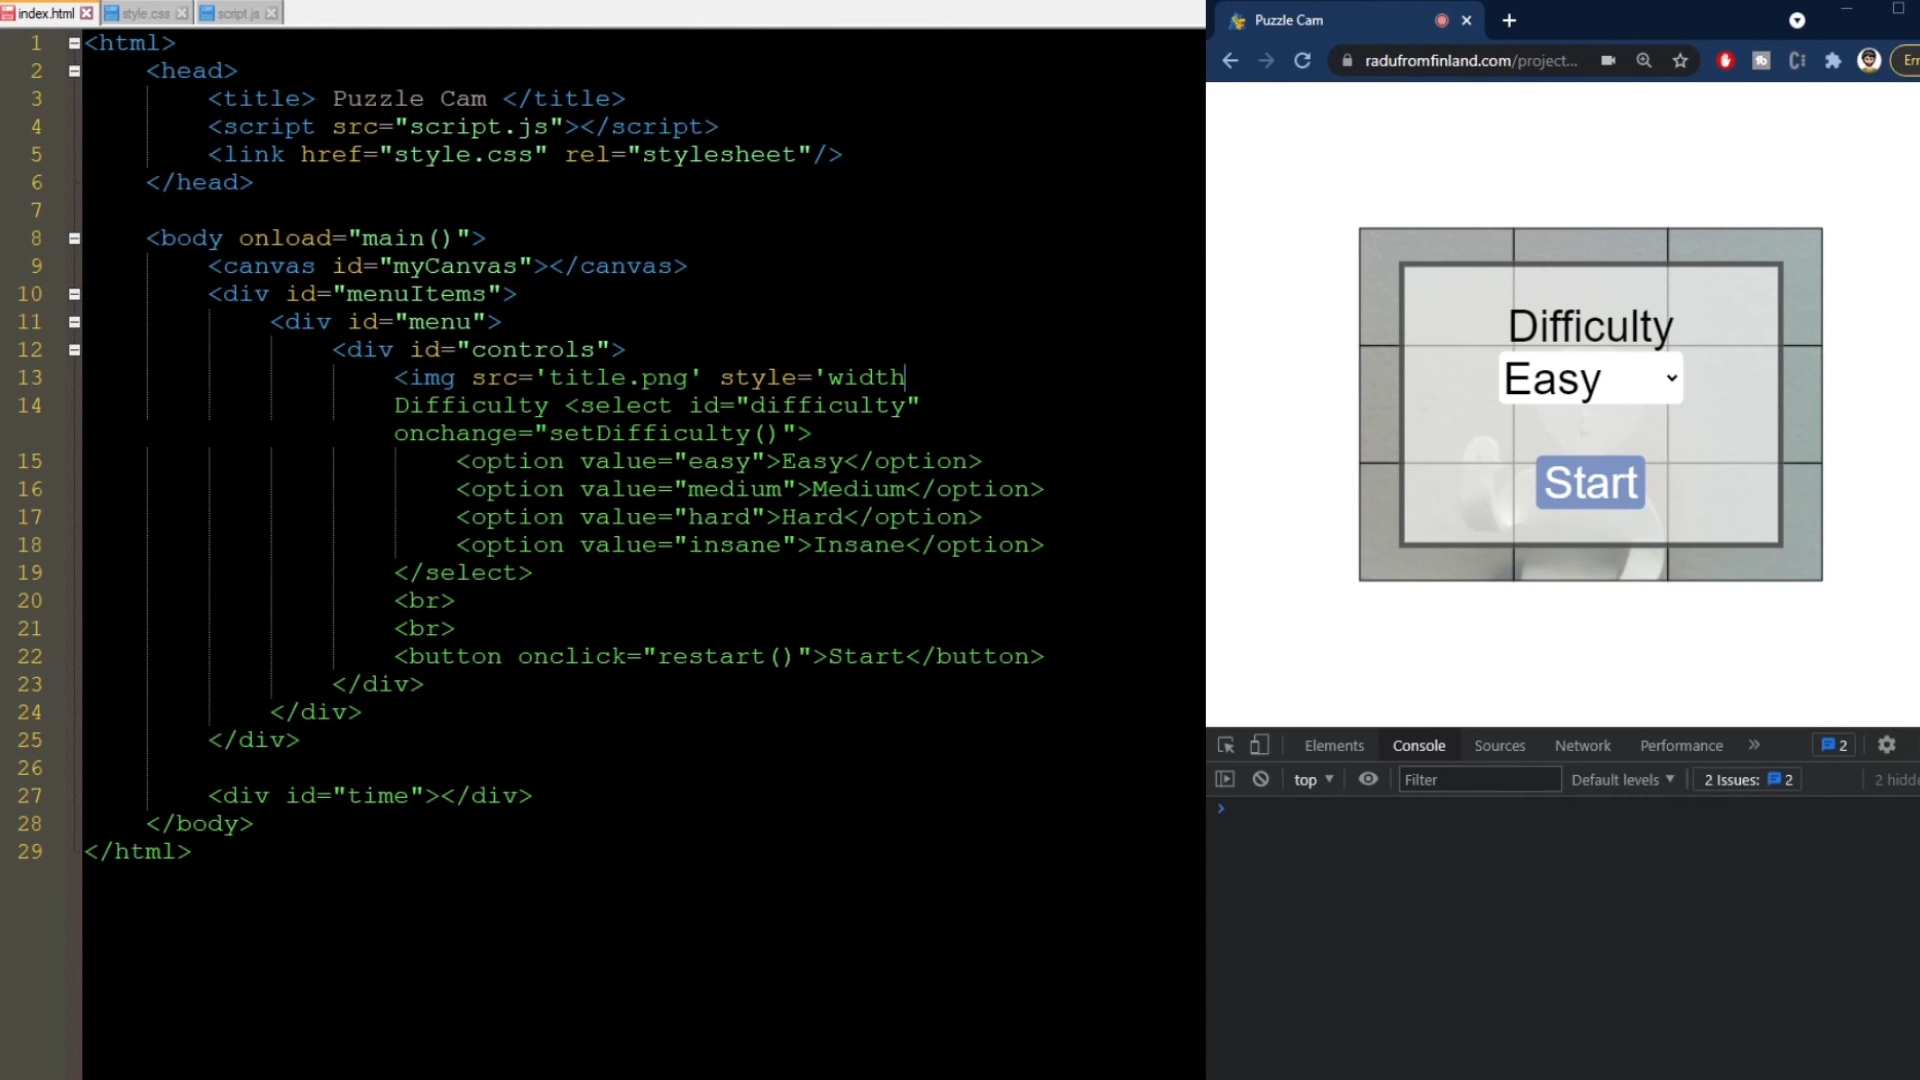 index.html
style.css
script.js
1 <html>
2 <head>
3 <title> Puzzle Cam </title>
4 <script src="script.js"></script>
5 <link href="style.css" rel="stylesheet"/>
6 </head>
7
8 <body onload="main()">
9 <canvas id="myCanvas"></canvas>
10 <div id="menuItems">
11 <div id="menu">
12 <div id="controls">
13 <img src='title.png' style='width
14 Difficulty <select id="difficulty"
onchange="setDifficulty()">
15 <option value="easy">Easy</option>
16 <option value="medium">Medium</option>
17 <option value="hard">Hard</option>
18 <option value="insane">Insane</option>
19 </select>
20 <br>
21 <br>
22 <button onclick="restart()">Start</button>
23 </div>
24 </div>
25 </div>
26
27 <div id="time"></div>
28 </body>
29 </html>
Puzzle Cam
radufromfinland.com/project...
Err
Difficulty
Easy
Start
Elements Console Sources Network Performance » 2
top Filter Default levels 2 Issues: 2 2 hidde